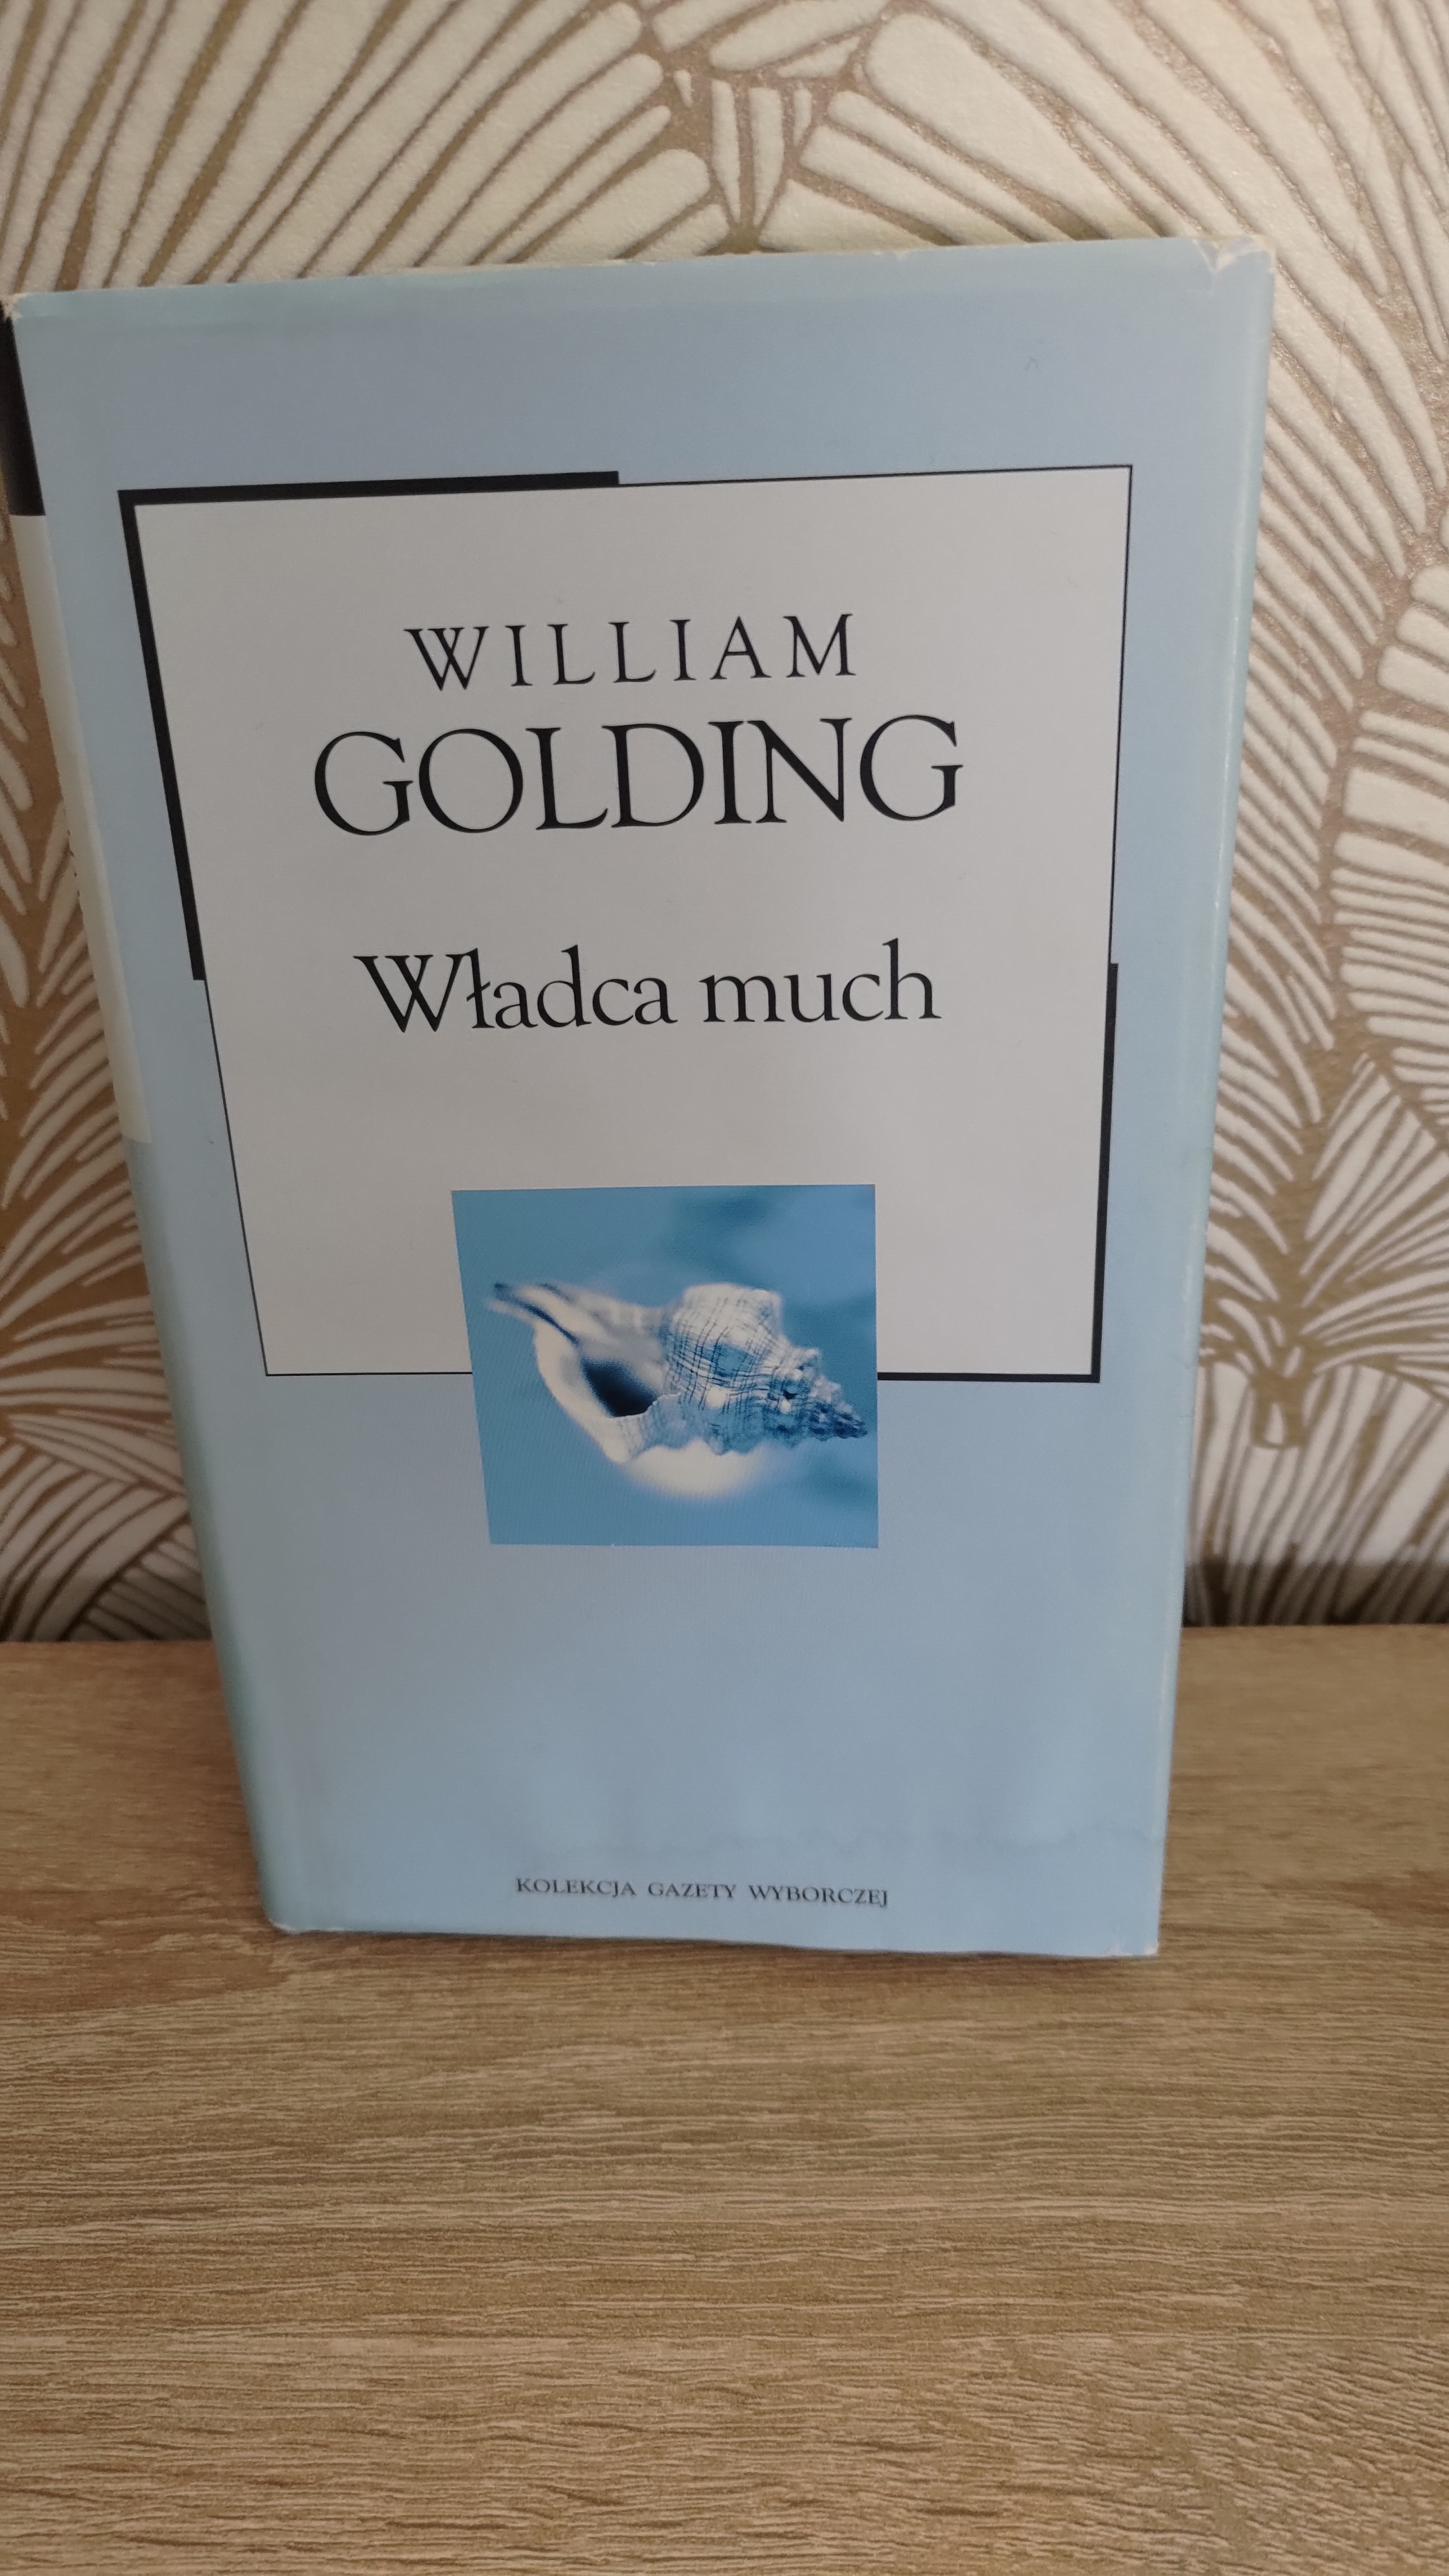 WILLIAM
GOLDING
Władca much
KOLEKCJA GAZETY WYBORCZEJ